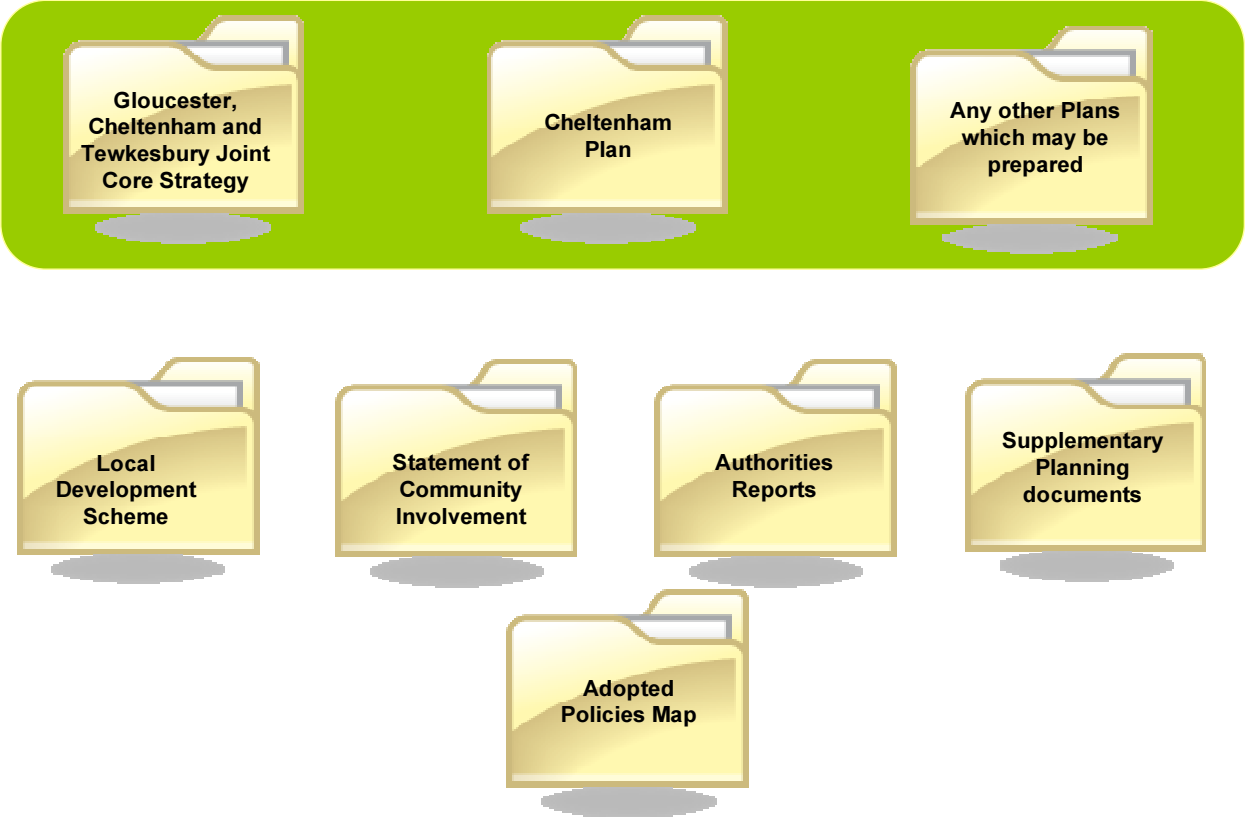 Gloucester,
Cheltenham and
Tewkesbury Joint
Core Strategy
Cheltenham
Plan
Any other Plans
which may be
prepared
Local
Development
Scheme
Statement of
Community
Involvement
Authorities
Reports
Supplementary
Planning
documents
Adopted
Policies Map